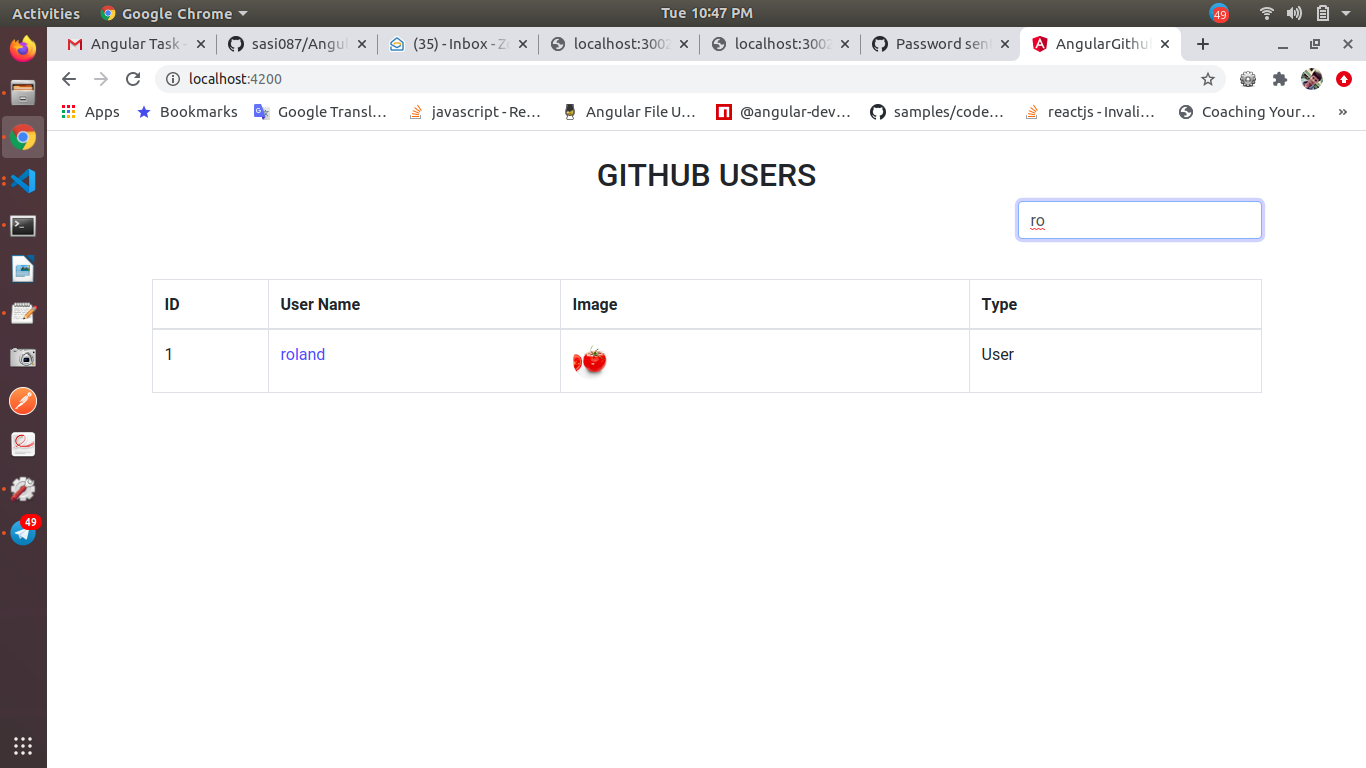 Activities Google Chrome Tue 10:47 PM 49
Angular Task - sasi087/Angul (35) - Inbox - Zo localhost:3002 localhost:3002 Password sent AngularGithu
localhost:4200
Apps Bookmarks Google Transl... javascript - Re... Angular File U... @angular-dev... samples/code... reactjs - Invali... Coaching Your... »
GITHUB USERS
ro
ID User Name Image Type
1 roland User
49